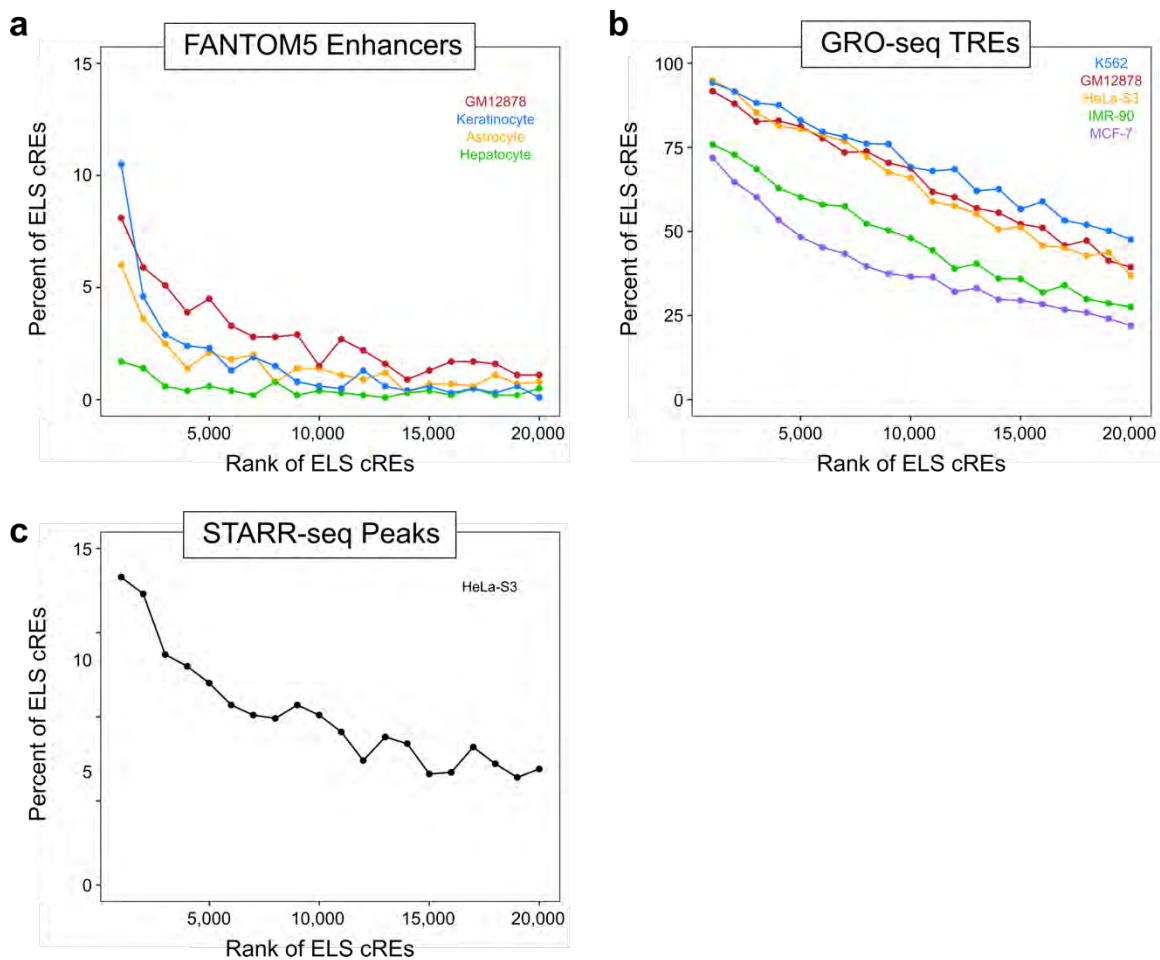 a
FANTOM5 Enhancers
Percent of ELS cREs
15
10
5
0
GM12878
Keratinocyte
Astrocyte
Hepatocyte
5,000
10,000
15,000
20,000
Rank of ELS cREs
b
GRO-seq TREs
Percent of ELS cREs
100
75
50
25
0
K562
GM12878
HeLa-S3
IMR-90
MCF-7
5,000
10,000
15,000
20,000
Rank of ELS cREs
c
STARR-seq Peaks
Percent of ELS cREs
15
10
5
0
HeLa-S3
5,000
10,000
15,000
20,000
Rank of ELS cREs